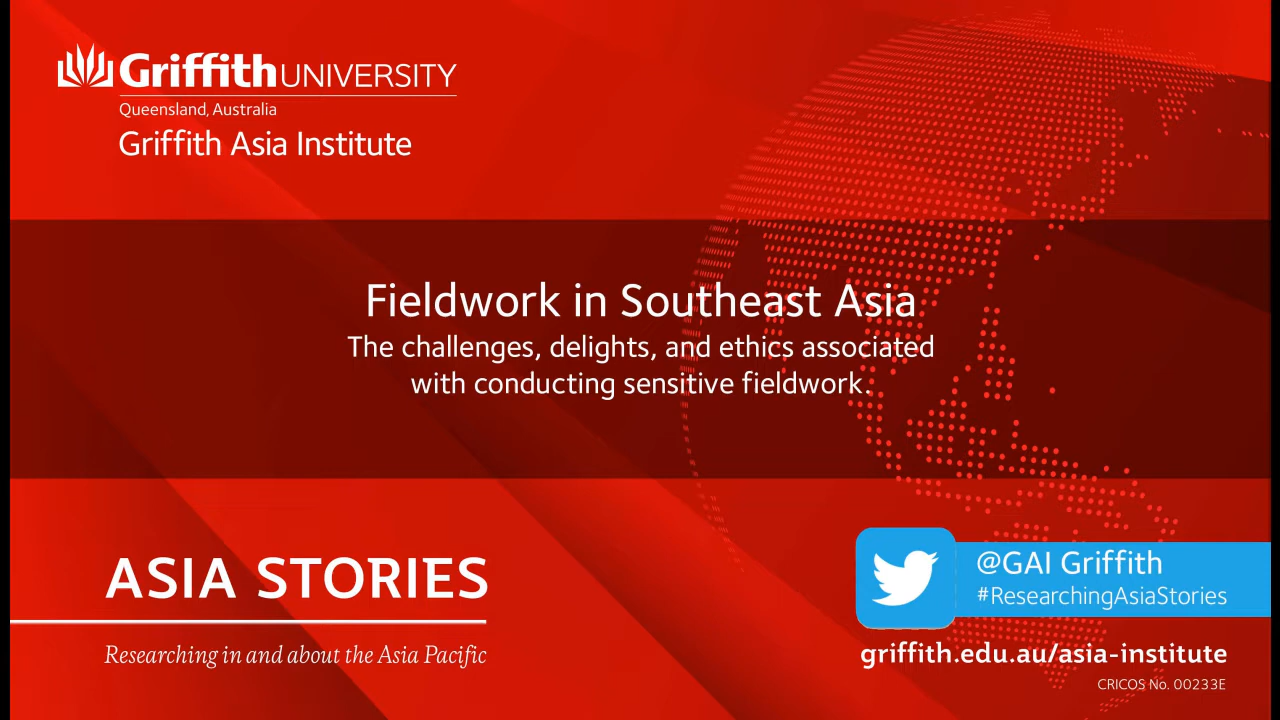 Griffith UNIVERSITY
Queensland, Australia
Griffith Asia Institute
Fieldwork in Southeast Asia
The challenges, delights, and ethics associated
with conducting sensitive fieldwork.
ASIA STORIES
Researching in and about the Asia Pacific
@GAI Griffith
#ResearchingAsiaStories
griffith.edu.au/asia-institute
CRICOS No. 00233E